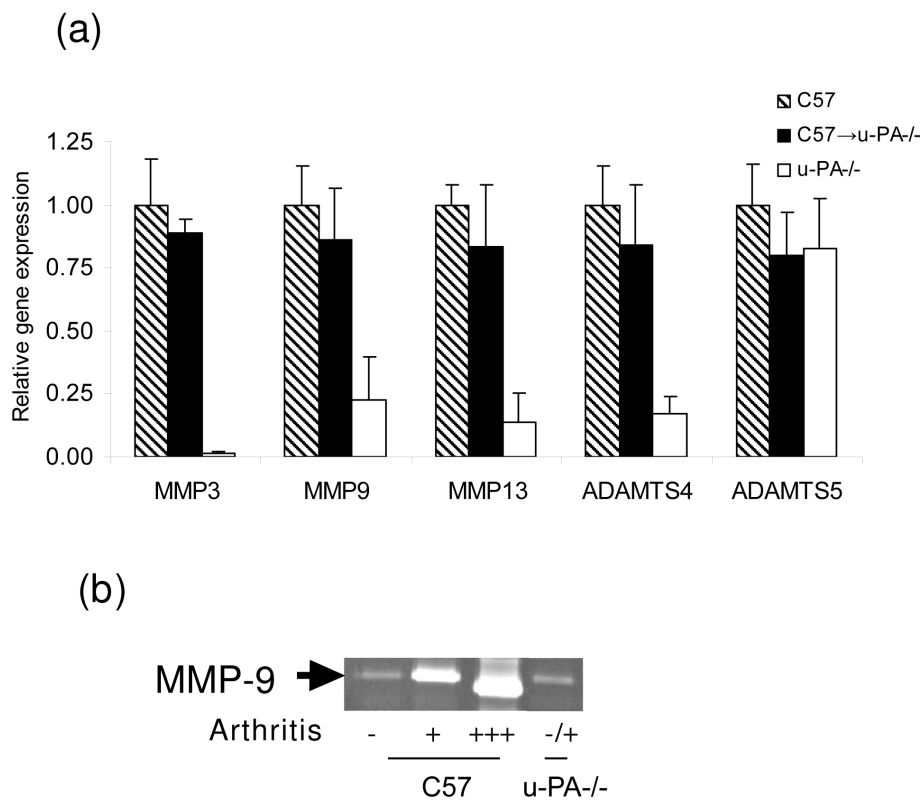 (a)
C57
C57→u-PA-/-
u-PA-/-
Relative gene expression
1.25
1.00
0.75
0.50
0.25
0.00
MMP3 MMP9 MMP13 ADAMTS4 ADAMTS5
(b)
MMP-9
Arthritis - + +++ -/+
C57 u-PA-/-